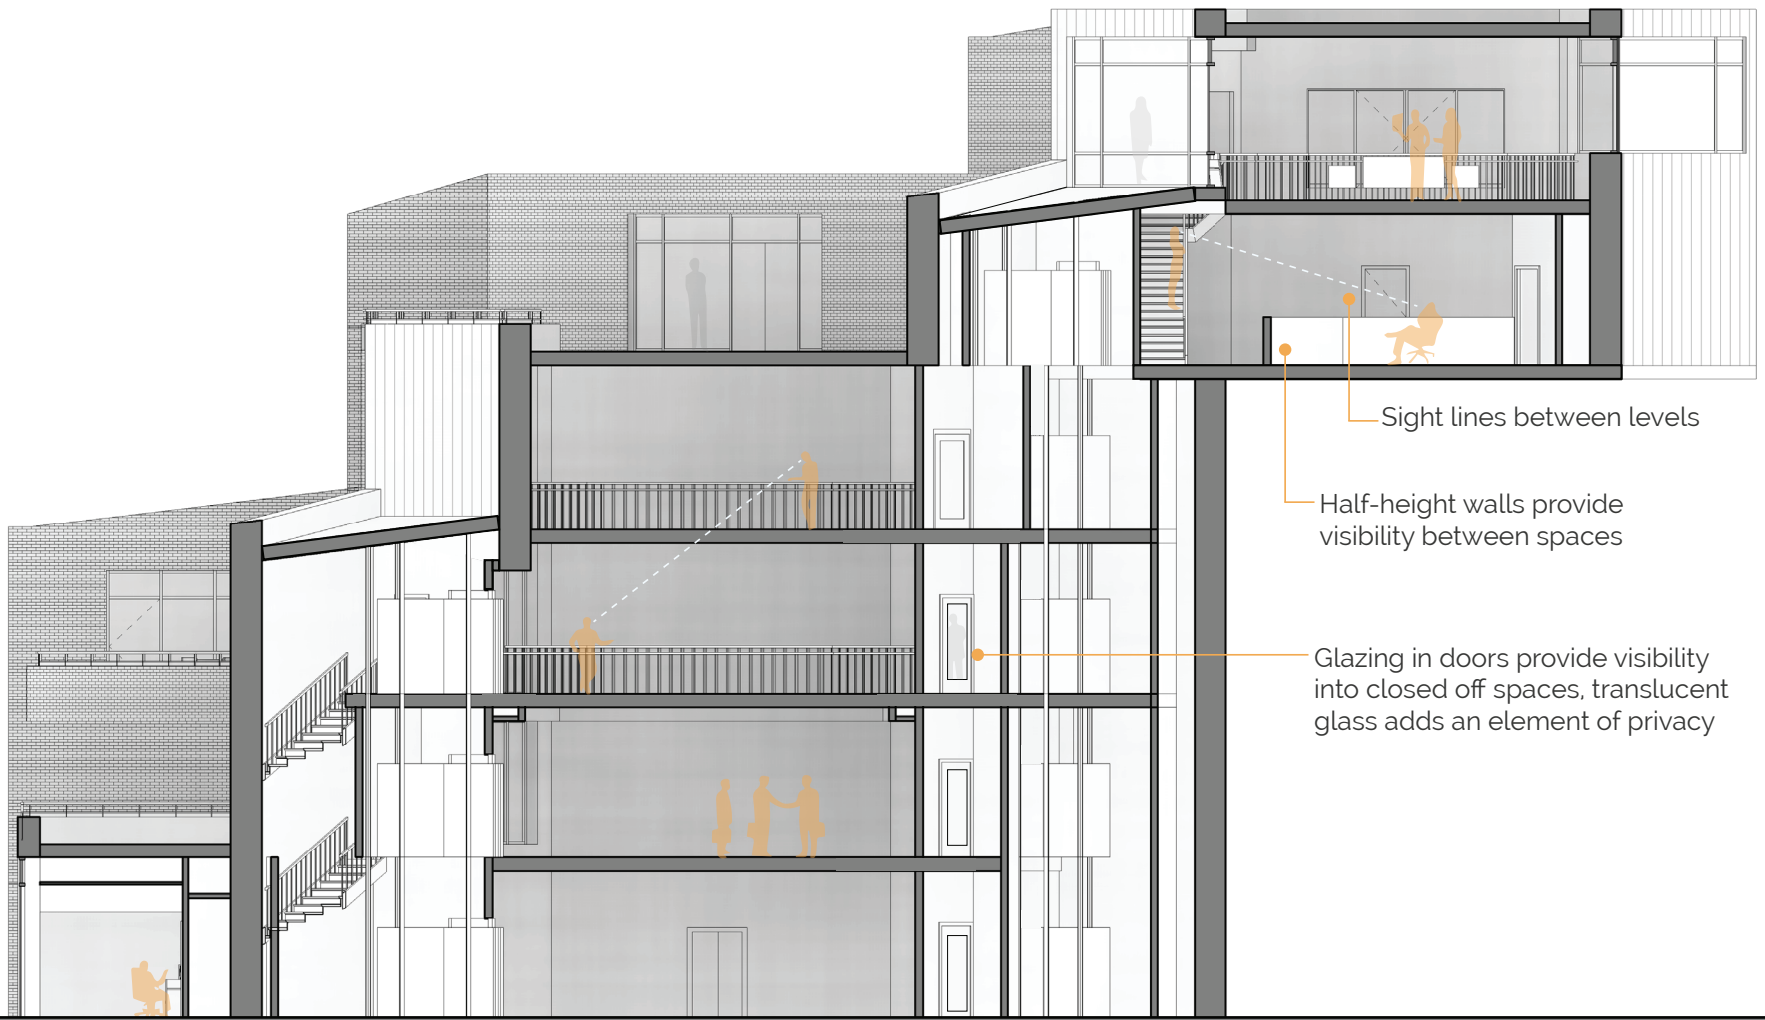 Sight lines between levels
Half-height walls provide
visibility between spaces
Glazing in doors provide visibility
into closed off spaces, translucent
glass adds an element of privacy